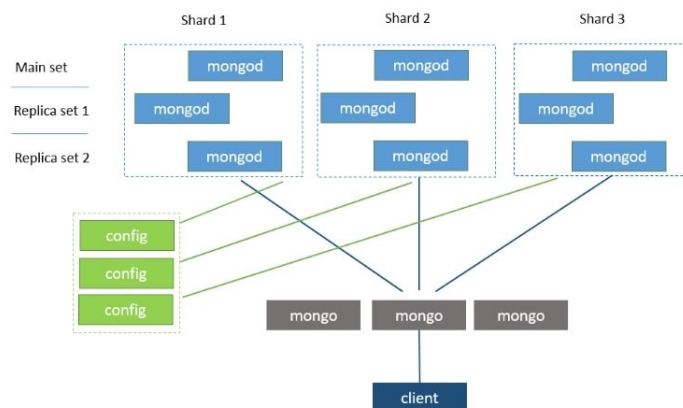 Shard 1 Shard 2 Shard 3
Main set mongod mongod mongod
Replica set 1 mongod mongod mongod
Replica set 2 mongod mongod mongod
config
config
config
mongo mongo mongo
client